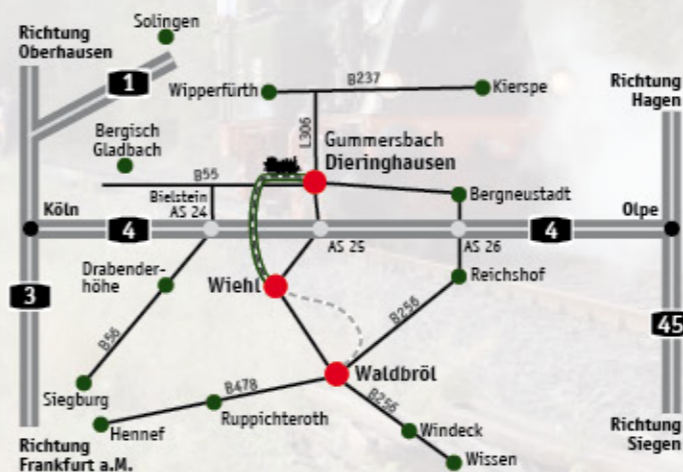 Solingen
Richtung
Oberhausen
1
Wipperfürth
B237
Kierspe
Richtung
Hagen
L306
Bergisch
Gladbach
Gummersbach
Dieringhausen
B55
Bielstein
AS 24
Bergneustadt
Köln
4
4
Olpe
AS 25
AS 26
Drabender-
höhe
Wiehl
Reichshof
3
B256
45
B56
Waldbröl
B478
Siegburg
Ruppichteroth
B256
Hennef
Windeck
Richtung
Siegen
Richtung
Frankfurt a.M.
Wissen